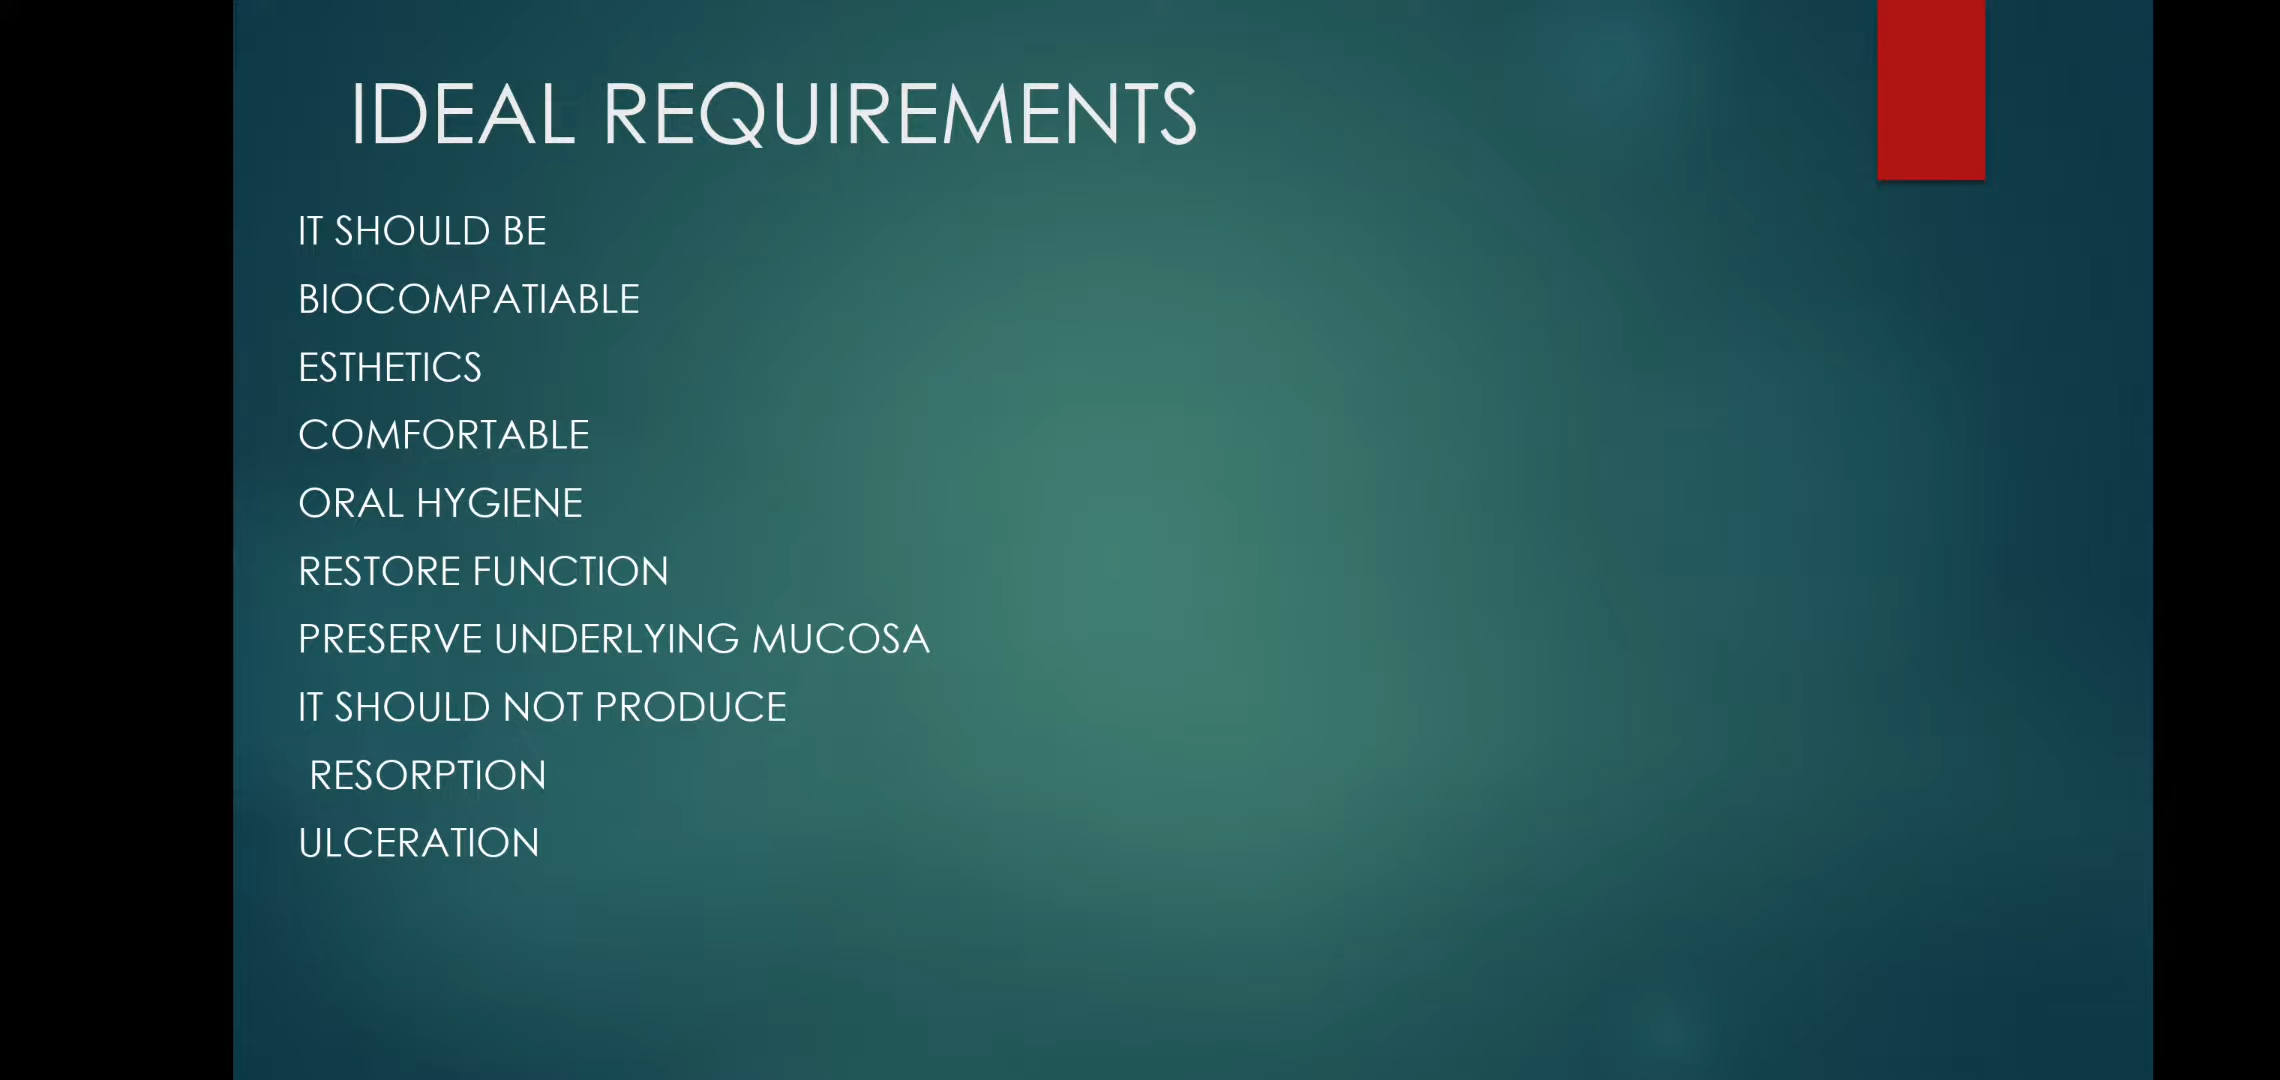 IDEAL REQUIREMENTS
IT SHOULD BE
BIOCOMPATIABLE
ESTHETICS
COMFORTABLE
ORAL HYGIENE
RESTORE FUNCTION
PRESERVE UNDERLYING MUCOSA
IT SHOULD NOT PRODUCE
RESORPTION
ULCERATION